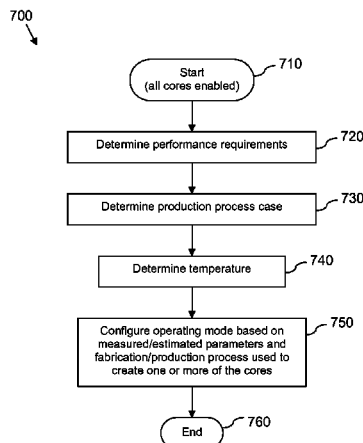 700
Start
(all cores enabled)
710
Determine performance requirements
720
Determine production process case
730
Determine temperature
740
Configure operating mode based on
measured/estimated parameters and
fabrication/production process used to
create one or more of the cores
750
End
760